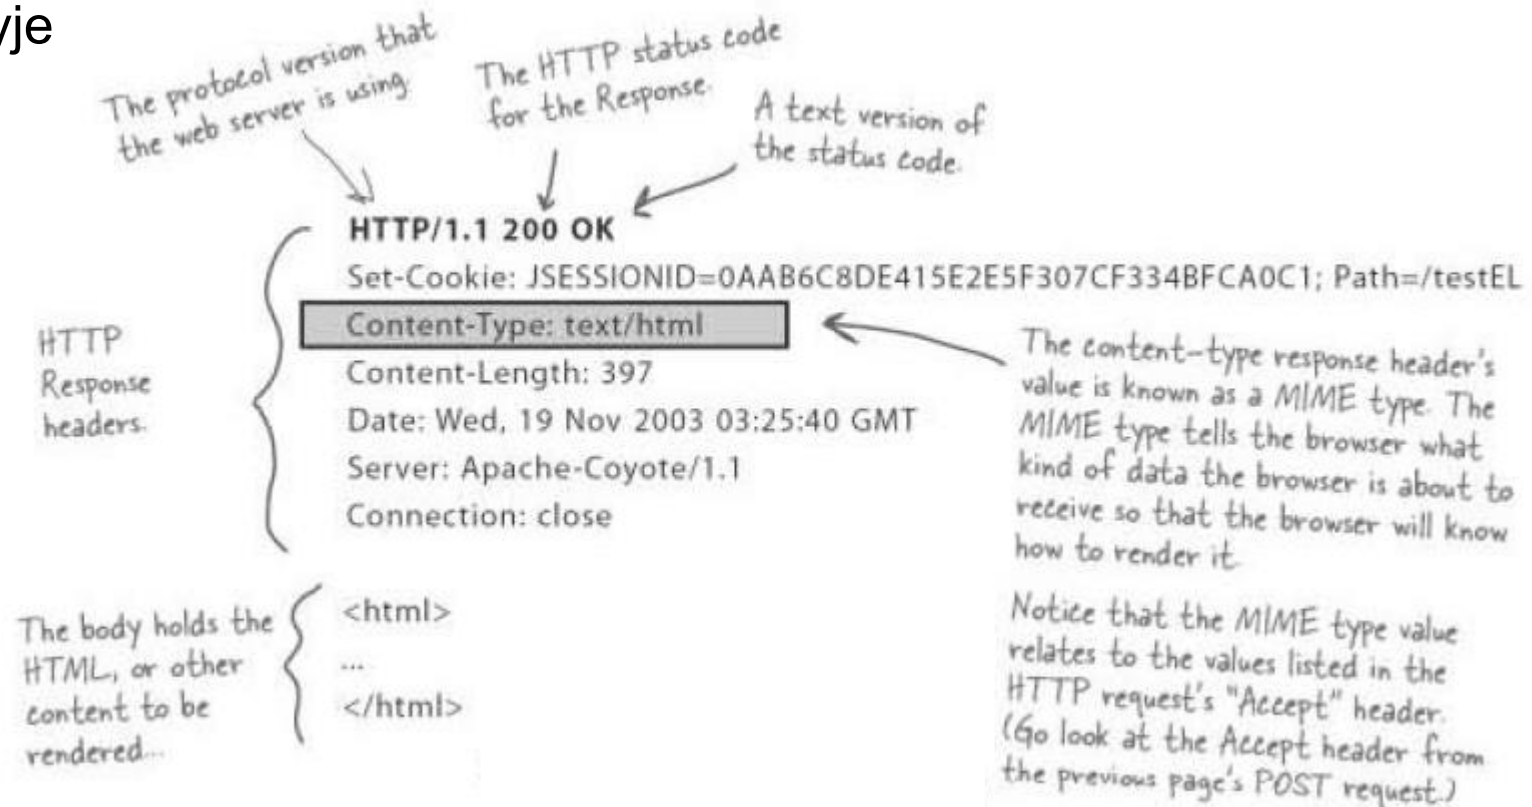 yje
The protocol version that
the web server is using.
The HTTP status code
for the Response.
A text version of
the status code.
HTTP/1.1 200 OK
Set-Cookie: JSESSIONID=0AAB6C8DE415E2E5F307CF334BFCA0C1; Path=/testEL
Content-Type: text/html
Content-Length: 397
Date: Wed, 19 Nov 2003 03:25:40 GMT
Server: Apache-Coyote/1.1
Connection: close
HTTP
Response
headers.
The content-type response header's
value is known as a MIME type. The
MIME type tells the browser what
kind of data the browser is about to
receive so that the browser will know
how to render it.
The body holds the
HTML, or other
content to be
rendered...
<html>
...
</html>
Notice that the MIME type value
relates to the values listed in the
HTTP request's "Accept" header.
(Go look at the Accept header from
the previous page's POST request.)